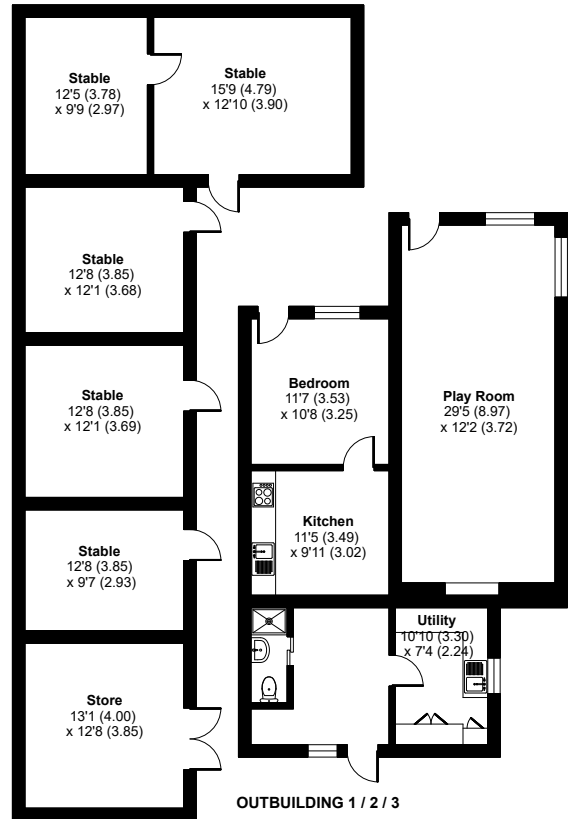 Stable
12'5 (3.78)
x 9'9 (2.97)
Stable
15'9 (4.79)
x 12'10 (3.90)
Stable
12'8 (3.85)
x 12'1 (3.68)
Stable
12'8 (3.85)
x 12'1 (3.69)
Stable
12'8 (3.85)
x 9'7 (2.93)
Store
13'1 (4.00)
x 12'8 (3.85)
Bedroom
11'7 (3.53)
x 10'8 (3.25)
Kitchen
11'5 (3.49)
x 9'11 (3.02)
Play Room
29'5 (8.97)
x 12'2 (3.72)
Utility
10'10 (3.30)
x 7'4 (2.24)
OUTBUILDING 1 / 2 / 3